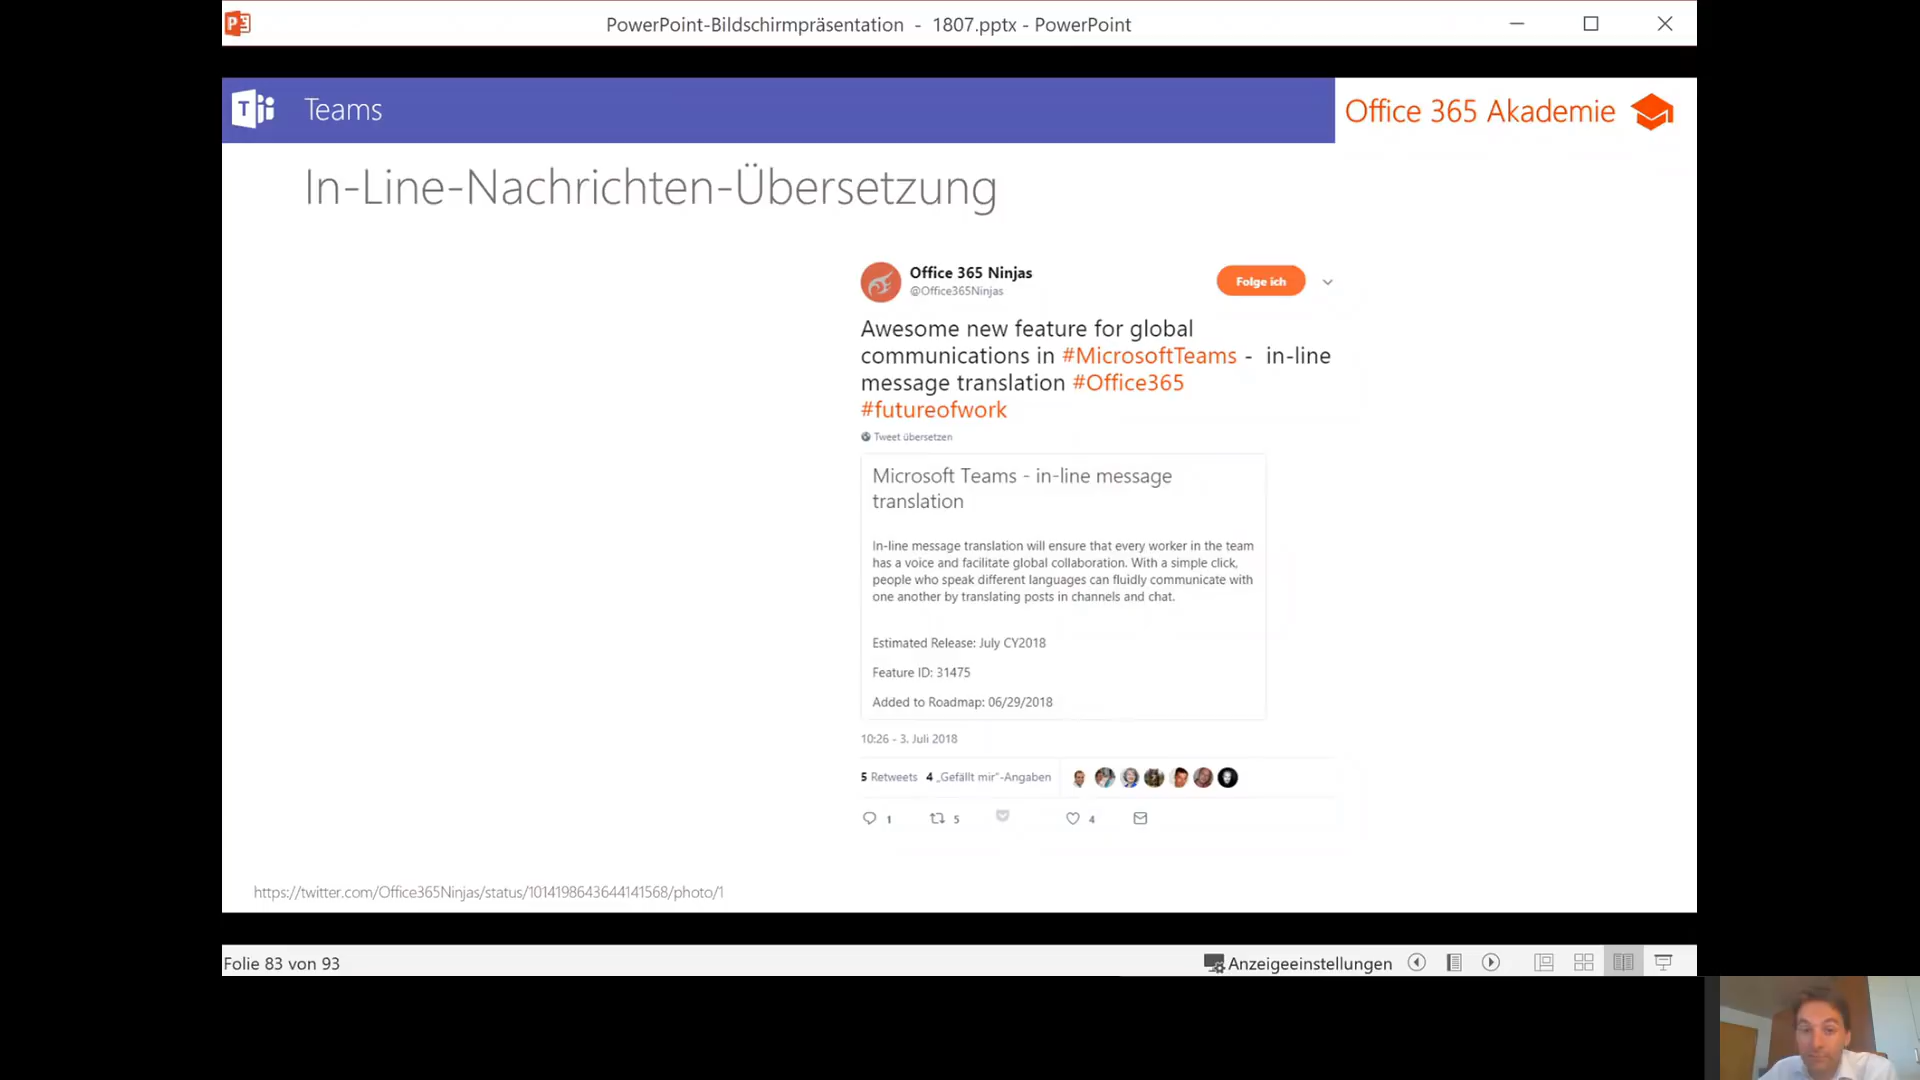 PowerPoint-Bildschirmpräsentation - 1807.pptx - PowerPoint
Teams
Office 365 Akademie
In-Line-Nachrichten-Übersetzung
Office 365 Ninjas
@Office365Ninjas
Folge ich
Awesome new feature for global
communications in #MicrosoftTeams - in-line
message translation #Office365
#futureofwork
Tweet übersetzen
Microsoft Teams - in-line message
translation
In-line message translation will ensure that every worker in the team
has a voice and facilitate global collaboration. With a simple click,
people who speak different languages can fluidly communicate with
one another by translating posts in channels and chat.
Estimated Release: July CY2018
Feature ID: 31475
Added to Roadmap: 06/29/2018
10:26 - 3. Juli 2018
5 Retweets 4 „Gefällt mir“-Angaben
1 5 4
https://twitter.com/Office365Ninjas/status/1014198643644141568/photo/1
Folie 83 von 93
Anzeigeeinstellungen